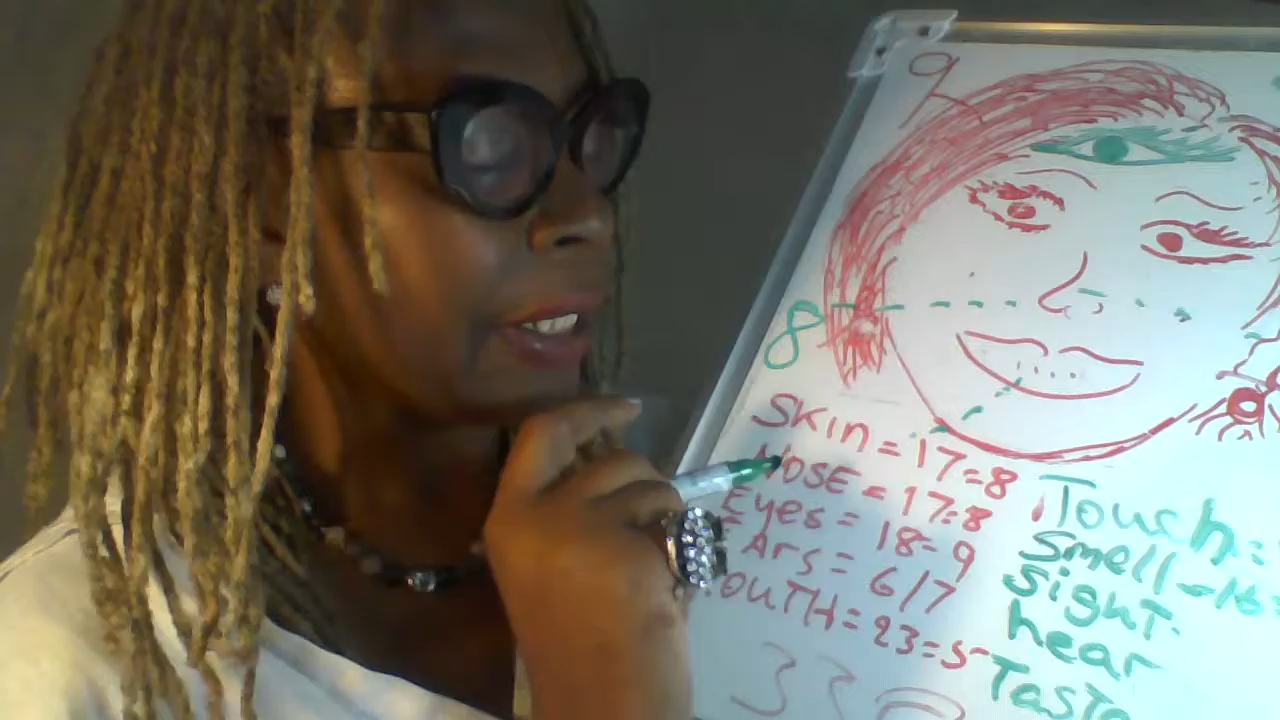 9
8
SKin = 17=8
NOSE = 17=8
Eyes = 18=9
Ars = 6/7
OUTH = 23=5
Touch =
Smell-16=
Sight.
hear
Taste
33